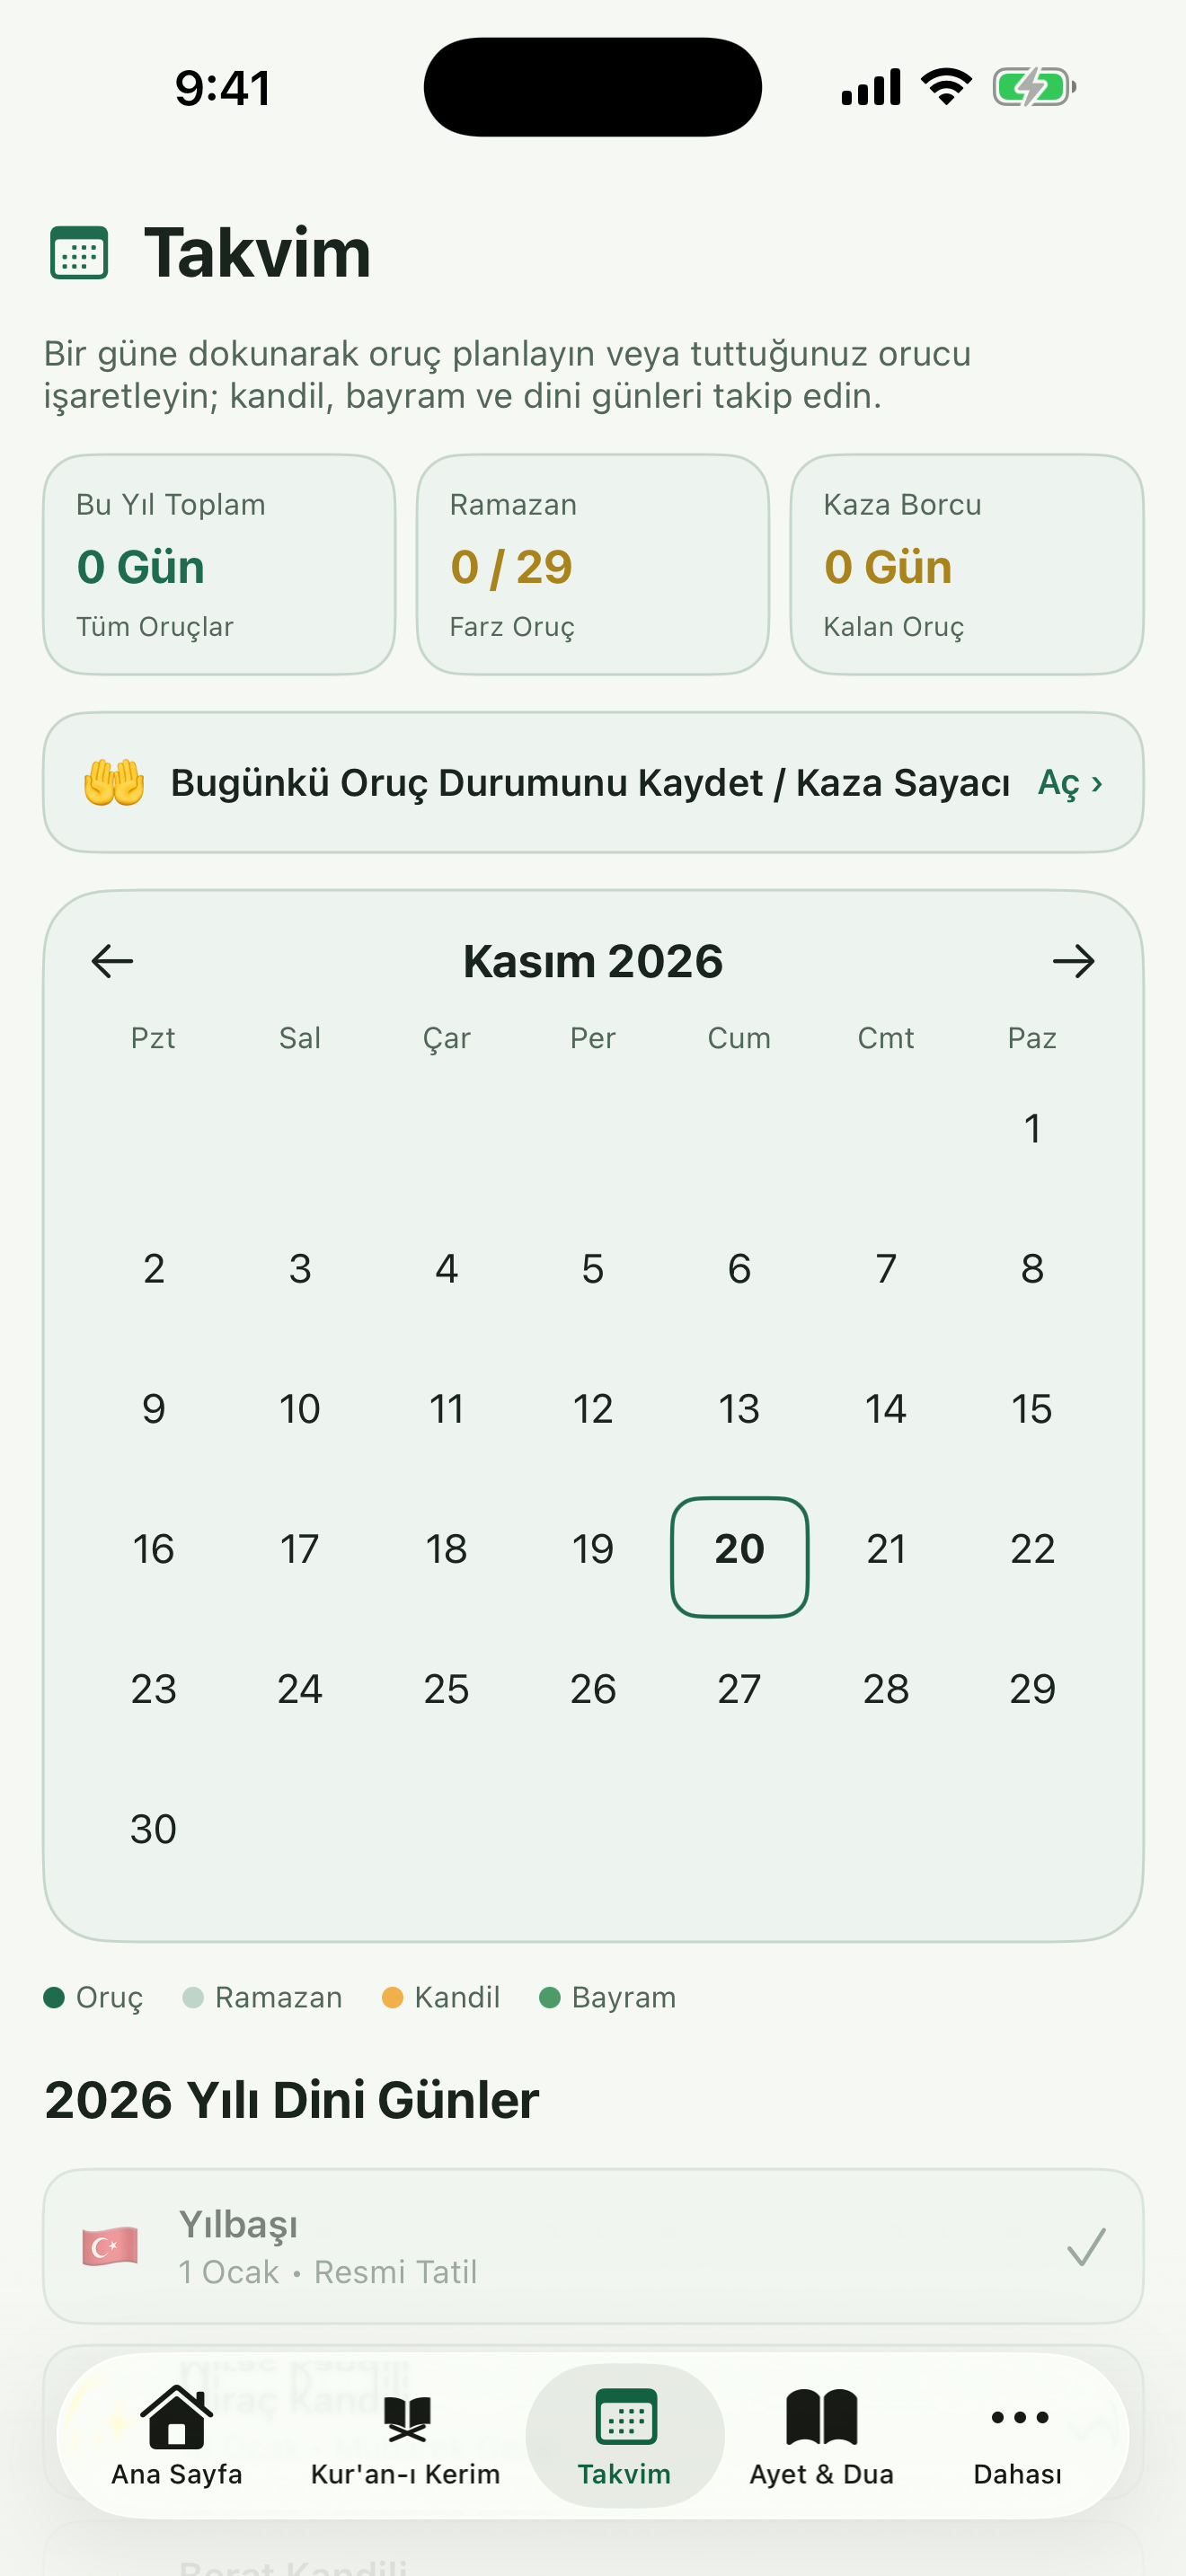 9:41
Takvim
Bir güne dokunarak oruç planlayın veya tuttuğunuz orucu
işaretleyin; kandil, bayram ve dini günleri takip edin.
Bu Yıl Toplam
0 Gün
Tüm Oruçlar
Ramazan
0 / 29
Farz Oruç
Kaza Borcu
0 Gün
Kalan Oruç
Bugünkü Oruç Durumunu Kaydet / Kaza Sayacı Aç ›
Kasım 2026
Pzt Sal Çar Per Cum Cmt Paz
1
2 3 4 5 6 7 8
9 10 11 12 13 14 15
16 17 18 19 20 21 22
23 24 25 26 27 28 29
30
Oruç Ramazan Kandil Bayram
2026 Yılı Dini Günler
Yılbaşı
1 Ocak • Resmi Tatil
Ana Sayfa Kur'an-ı Kerim Takvim Ayet & Dua Dahası
Berat Kandili